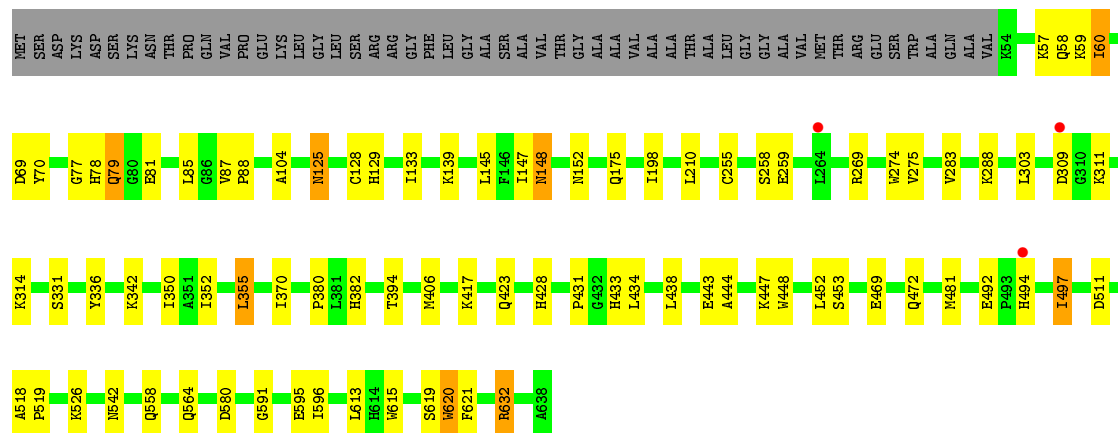 MET SER ASP LYS ASP SER LYS ASN THR PRO GLN VAL PRO GLU LYS LEU GLY LEU SER ARG ARG GLY PHE LEU GLY ALA SER ALA VAL THR GLY ALA ALA VAL ALA ALA THR ALA LEU GLY GLY ALA VAL MET THR ARG GLU SER TRP ALA GLN ALA VAL K54 K57 Q58 K59 I60
D69 Y70 G77 H78 Q79 G80 E81 L85 G86 V87 P88 A104 N125 C128 H129 I133 K139 L145 F146 I147 N148 N152 Q175 I198 L210 C255 S258 E259 L264 R269 W274 V275 V283 K288 L303 D309 G310 K311
K314 S331 Y336 K342 I350 A351 I352 L355 I370 P380 L381 H382 T394 M406 K417 Q423 H428 P431 G432 H433 L434 L438 E443 A444 K447 W448 L452 S453 E469 Q472 M481 E492 P493 H494 I497 D511
A518 P519 K526 N542 Q558 Q564 D580 G591 E595 I596 L613 H614 W615 S619 W620 F621 R632 A638